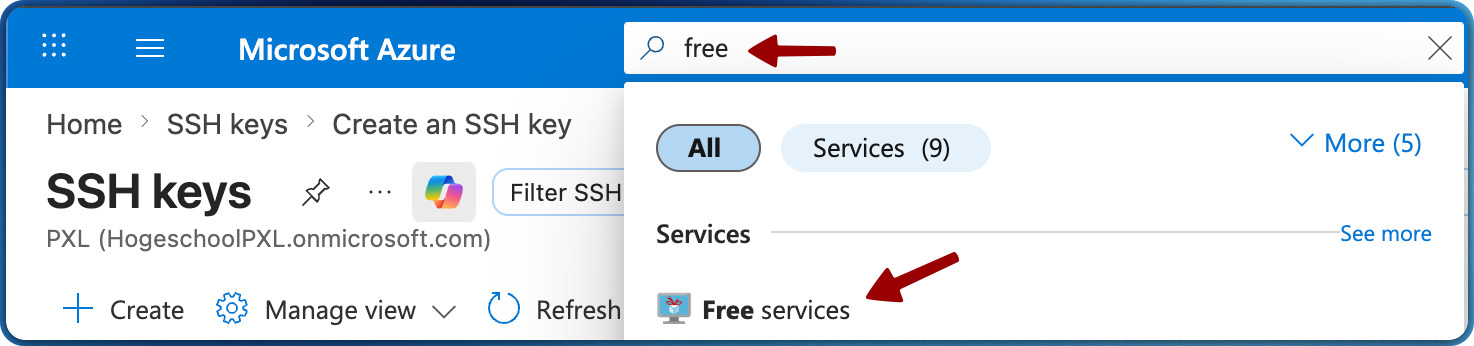 Microsoft Azure
free
Home > SSH keys > Create an SSH key
SSH keys
... 
Filter SSH
PXL (HogeschoolPXL.onmicrosoft.com)
+ Create
Manage view
Refresh
All
Services (9)
More (5)
Services
See more
Free services